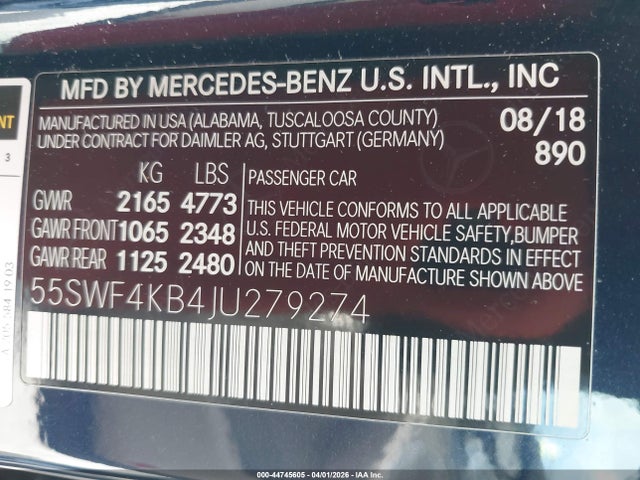 MFD BY MERCEDES-BENZ U.S. INTL., INC
MANUFACTURED IN USA (ALABAMA, TUSCALOOSA COUNTY)
UNDER CONTRACT FOR DAIMLER AG, STUTTGART (GERMANY)
08/18
890
KG LBS
GVWR 2165 4773
GAWR FRONT 1065 2348
GAWR REAR 1125 2480
PASSENGER CAR
THIS VEHICLE CONFORMS TO ALL APPLICABLE
U.S. FEDERAL MOTOR VEHICLE SAFETY, BUMPER
AND THEFT PREVENTION STANDARDS IN EFFECT
ON THE DATE OF MANUFACTURE SHOWN ABOVE.
55SWF4KB4JU279274
NT
3
000-44745605 - 04/01/2026 - IAA Inc.